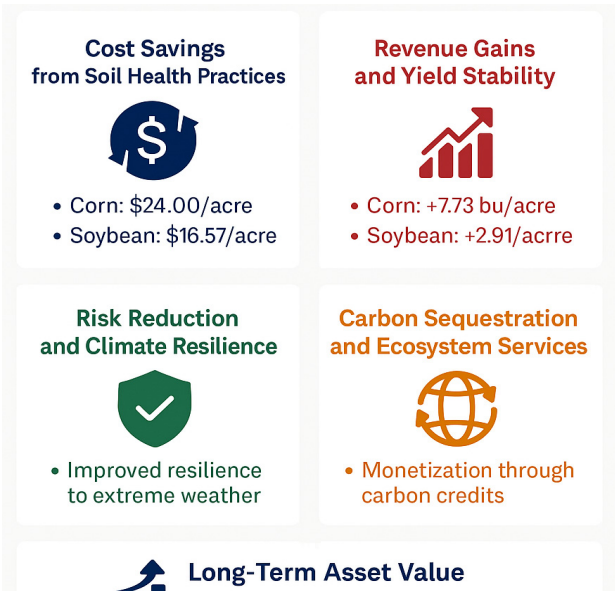 Cost Savings
from Soil Health Practices
$
• Corn: $24.00/acre
• Soybean: $16.57/acre
Revenue Gains
and Yield Stability
• Corn: +7.73 bu/acre
• Soybean: +2.91/acrre
Risk Reduction
and Climate Resilience
• Improved resilience
to extreme weather
Carbon Sequestration
and Ecosystem Services
• Monetization through
carbon credits
Long-Term Asset Value